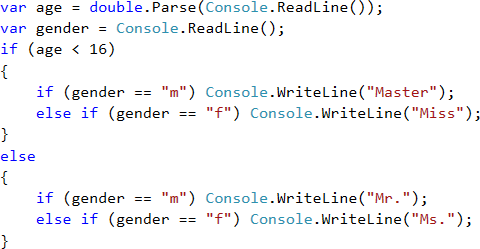 var age = double.Parse(Console.ReadLine());
var gender = Console.ReadLine();
if (age < 16)
{
    if (gender == "m") Console.WriteLine("Master");
    else if (gender == "f") Console.WriteLine("Miss");
}
else
{
    if (gender == "m") Console.WriteLine("Mr.");
    else if (gender == "f") Console.WriteLine("Ms.");
}